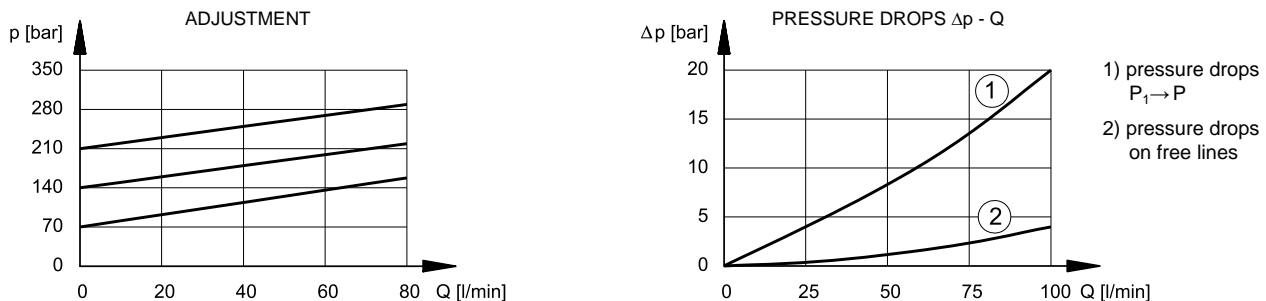 ADJUSTMENT
p [bar]
350
280
210
140
70
0
0 20 40 60 80 Q [l/min]
PRESSURE DROPS Δp - Q
Δp [bar]
20
15
10
5
0
0 25 50 75 100 Q [l/min]
1
2
1) pressure drops
P₁→P
2) pressure drops
on free lines